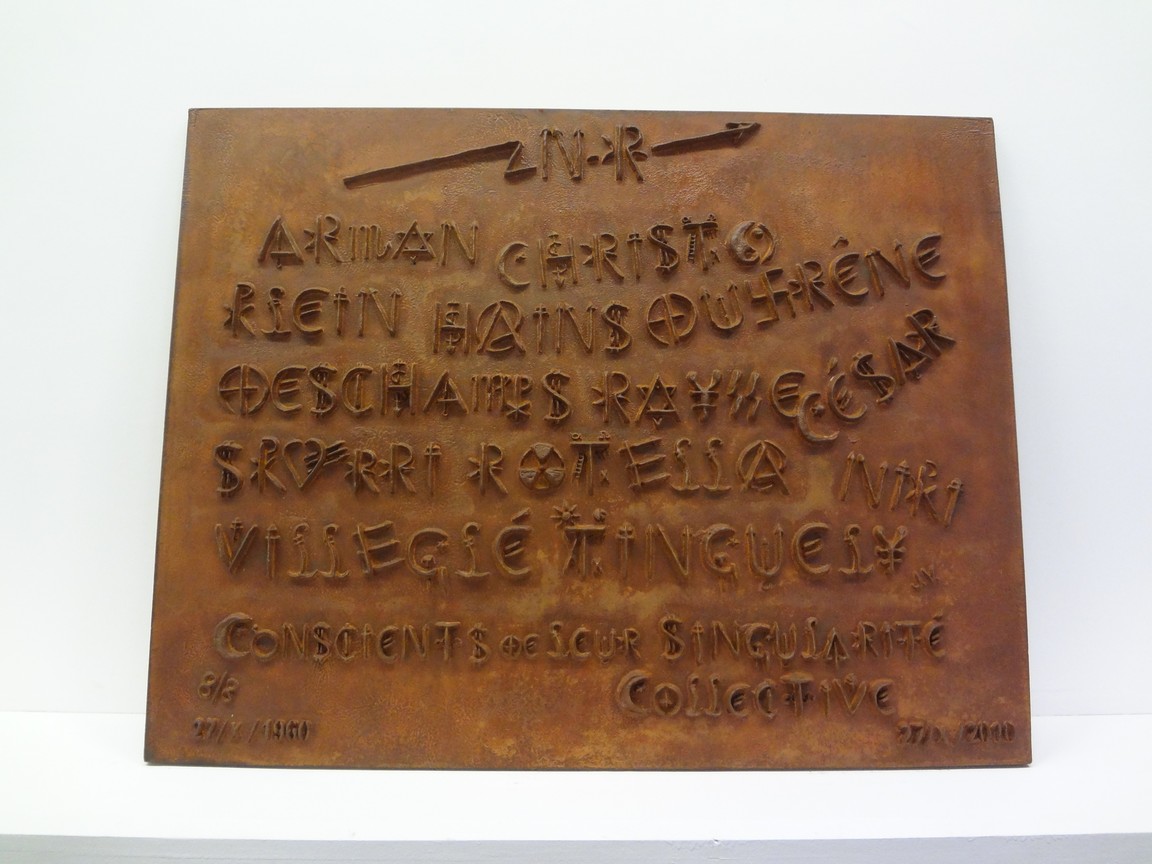 N-R
ARMAN CHRISTO
KLEIN HAINS DUFRÊNE
DESCHAMPS RAYSSE CÉSAR
SPOERRI ROTELLA NIKI
VILLEGLÉ TINGUELY
JV
CONSCIENTS DE LEUR SINGULARITÉ
COLLECTIVE
8/8
27/X/1960 27/X/2000